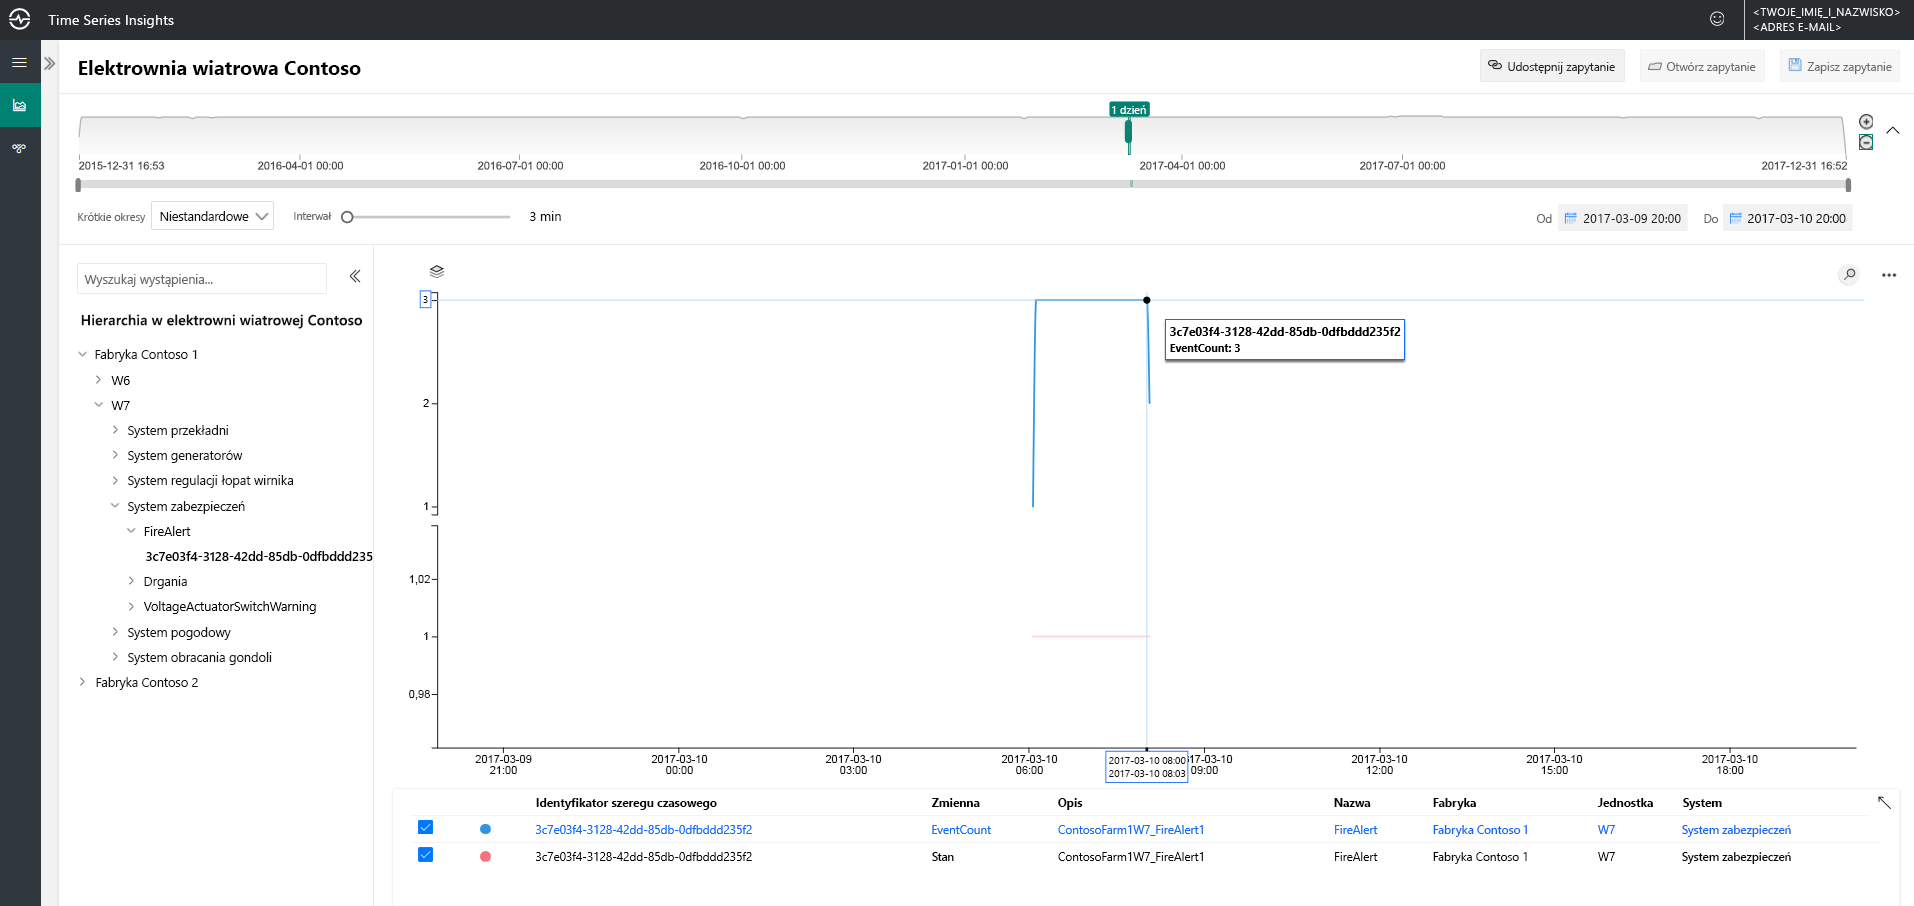 Time Series Insights
<TWOJE_IMIĘ_I_NAZWISKO>
<ADRES E-MAIL>
Elektrownia wiatrowa Contoso
Udostępnij zapytanie
Otwórz zapytanie
Zapisz zapytanie
1 dzień
2015-12-31 16:53
2016-04-01 00:00
2016-07-01 00:00
2016-10-01 00:00
2017-01-01 00:00
2017-04-01 00:00
2017-07-01 00:00
2017-12-31 16:52
Krótkie okresy
Niestandardowe
Interwał
3 min
Od
2017-03-09 20:00
Do
2017-03-10 20:00
Wyszukaj wystąpienia...
Hierarchia w elektrowni wiatrowej Contoso
Fabryka Contoso 1
W6
W7
System przekładni
System generatorów
System regulacji łopat wirnika
System zabezpieczeń
FireAlert
3c7e03f4-3128-42dd-85db-0dfbddd235
Drgania
VoltageActuatorSwitchWarning
System pogodowy
System obracania gondoli
Fabryka Contoso 2
3
2
1
1,02
1
0,98
3c7e03f4-3128-42dd-85db-0dfbddd235f2
EventCount: 3
2017-03-09
21:00
2017-03-10
00:00
2017-03-10
03:00
2017-03-10
06:00
2017-03-10 08:00
2017-03-10 08:03
17-03-10
09:00
2017-03-10
12:00
2017-03-10
15:00
2017-03-10
18:00
Identyfikator szeregu czasowego Zmienna Opis Nazwa Fabryka Jednostka System
3c7e03f4-3128-42dd-85db-0dfbddd235f2 EventCount ContosoFarm1W7_FireAlert1 FireAlert Fabryka Contoso 1 W7 System zabezpieczeń
3c7e03f4-3128-42dd-85db-0dfbddd235f2 Stan ContosoFarm1W7_FireAlert1 FireAlert Fabryka Contoso 1 W7 System zabezpieczeń